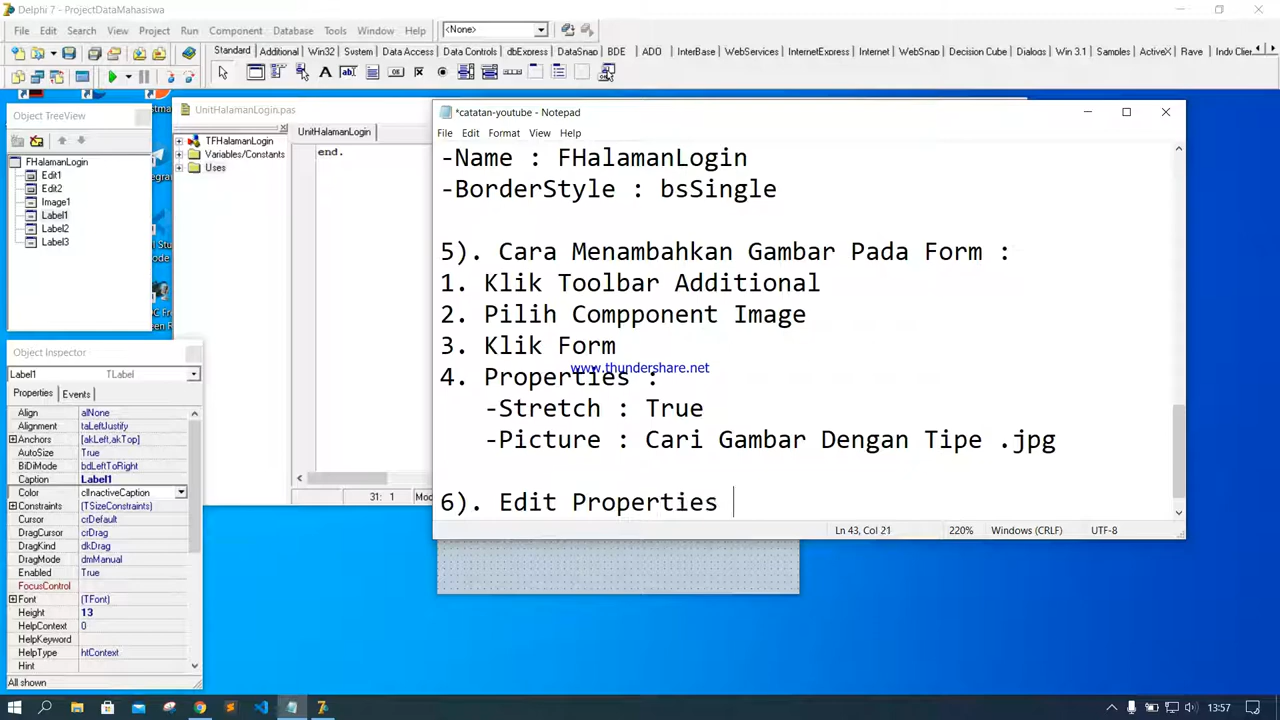 Delphi 7 - ProjectDataMahasiswa
File Edit Search View Project Run Component Database Tools Window Help
<None>
Standard Additional Win32 System Data Access Data Controls dbExpress DataSnap BDE ADO InterBase WebServices InternetExpress Internet WebSnap Decision Cube Dialogs Win 3.1 Samples ActiveX Rave Indy Clien
Object TreeView
FHalamanLogin
Edit1
Edit2
Image1
Label1
Label2
Label3
UnitHalamanLogin.pas
TFHalamanLogin
Variables/Constants
Uses
UnitHalamanLogin
end.
31: 1
Object Inspector
Label1 TLabel
Properties Events
Align alNone
Alignment taLeftJustify
Anchors [akLeft,akTop]
AutoSize True
BiDiMode bdLeftToRight
Caption Label1
Color clInactiveCaption
Constraints (TSizeConstraints)
Cursor crDefault
DragCursor crDrag
DragKind dkDrag
DragMode dmManual
Enabled True
FocusControl
Font (TFont)
Height 13
HelpContext 0
HelpKeyword
HelpType htContext
Hint
All shown
*catatan-youtube - Notepad
File Edit Format View Help
-Name : FHalamanLogin
-BorderStyle : bsSingle
5). Cara Menambahkan Gambar Pada Form :
1. Klik Toolbar Additional
2. Pilih Compponent Image
3. Klik Form
www.thundershare.net
4. Properties :
-Stretch : True
-Picture : Cari Gambar Dengan Tipe .jpg
6). Edit Properties
Ln 43, Col 21 220% Windows (CRLF) UTF-8
13:57